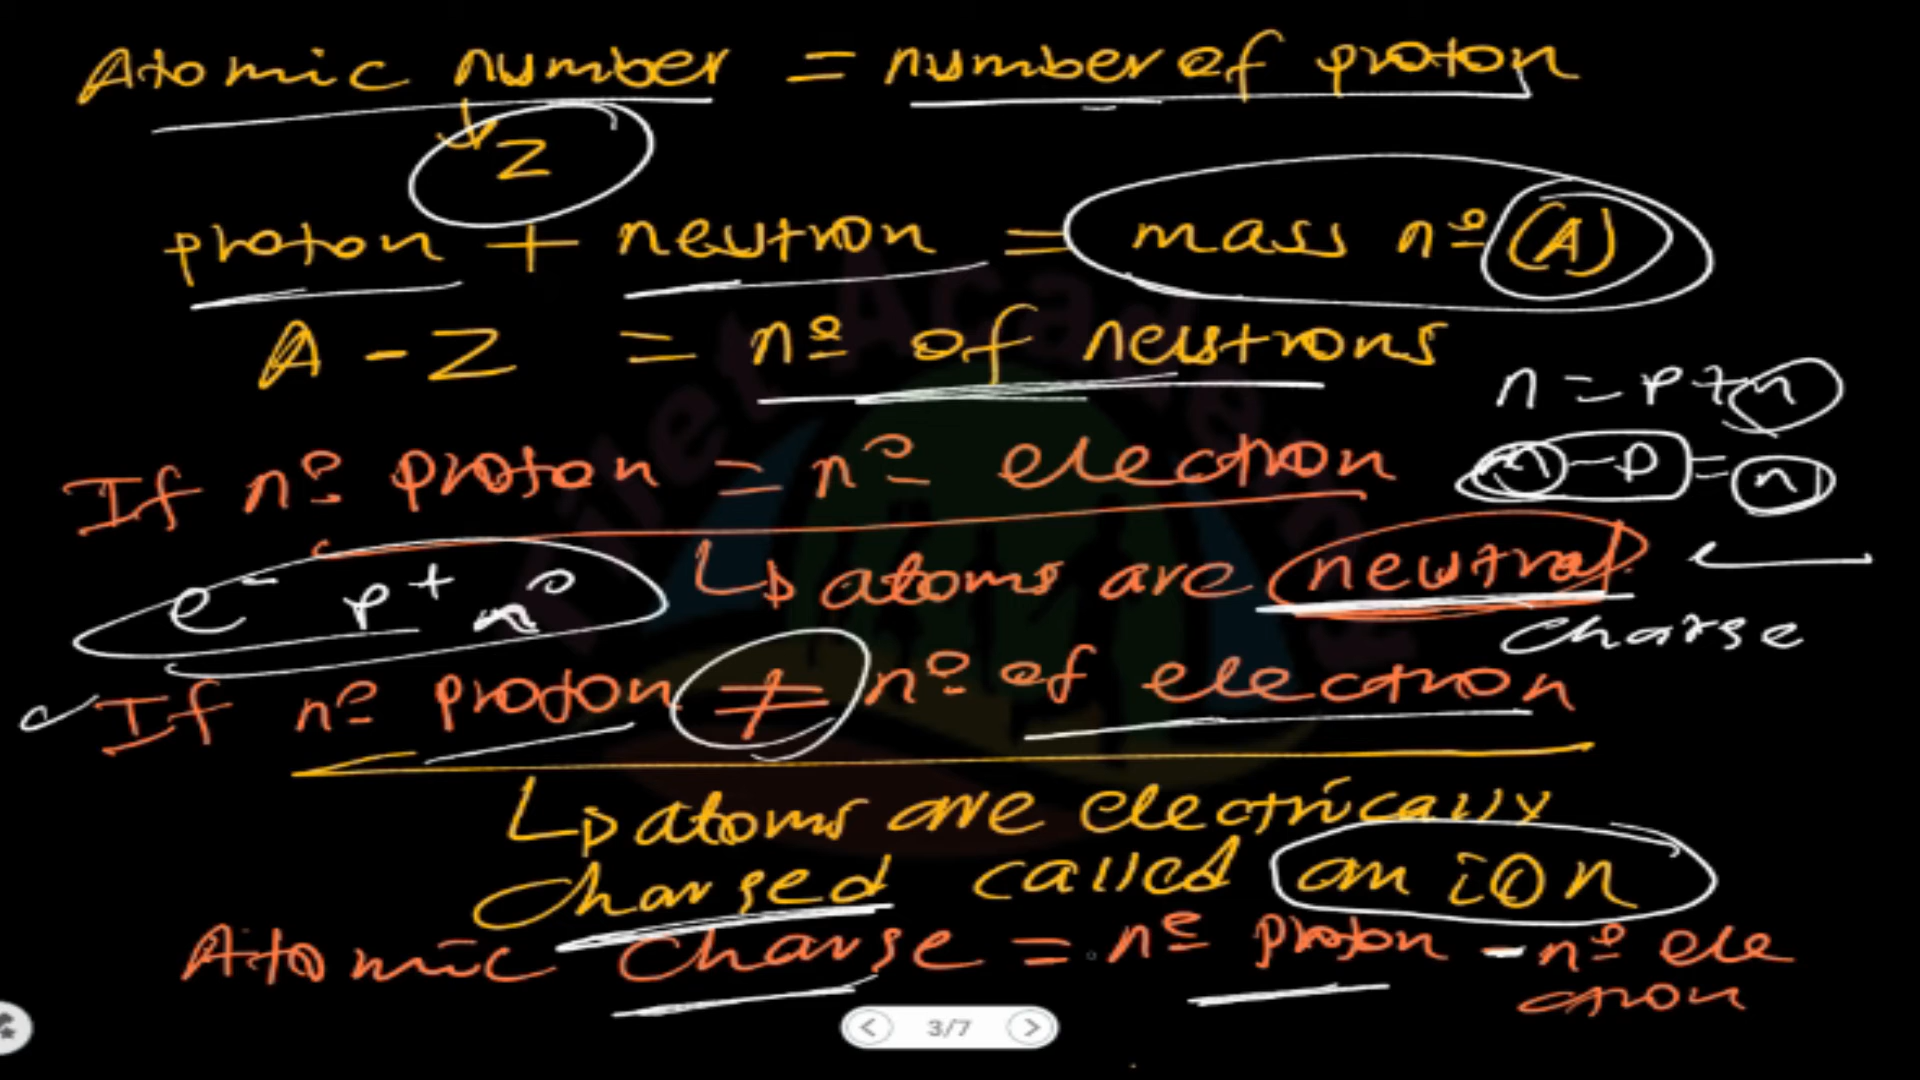 Atomic number = number of proton
Z
proton + neutron = mass nº (A)
A - Z = nº of neutrons
n = p + n
If nº proton = nº electron
m - p = n
↳ atoms are neutral
e⁻ p⁺ n⁰
charge
If nº proton ≠ nº of electron
↳ atoms are electrically
charged called an ion
Atomic charge = nº proton - nº ele
ctron
3/7